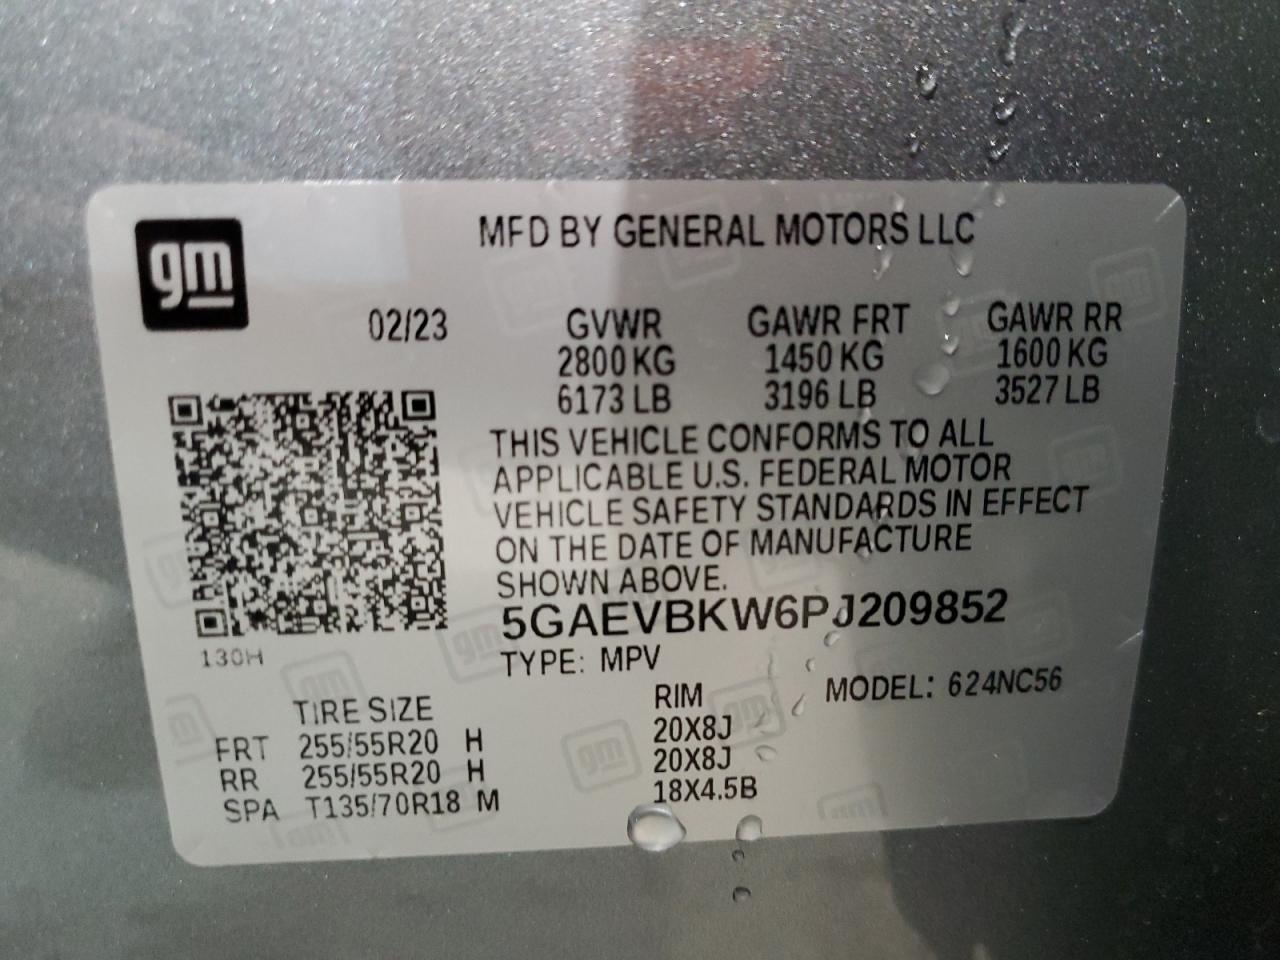 gm
MFD BY GENERAL MOTORS LLC
02/23 GVWR GAWR FRT GAWR RR
2800 KG 1450 KG 1600 KG
6173 LB 3196 LB 3527 LB
THIS VEHICLE CONFORMS TO ALL
APPLICABLE U.S. FEDERAL MOTOR
VEHICLE SAFETY STANDARDS IN EFFECT
ON THE DATE OF MANUFACTURE
SHOWN ABOVE.
5GAEVBKW6PJ209852
130H
TYPE: MPV
MODEL: 624NC56
TIRE SIZE RIM
FRT 255/55R20 H 20X8J
RR 255/55R20 H 20X8J
SPA T135/70R18 M 18X4.5B